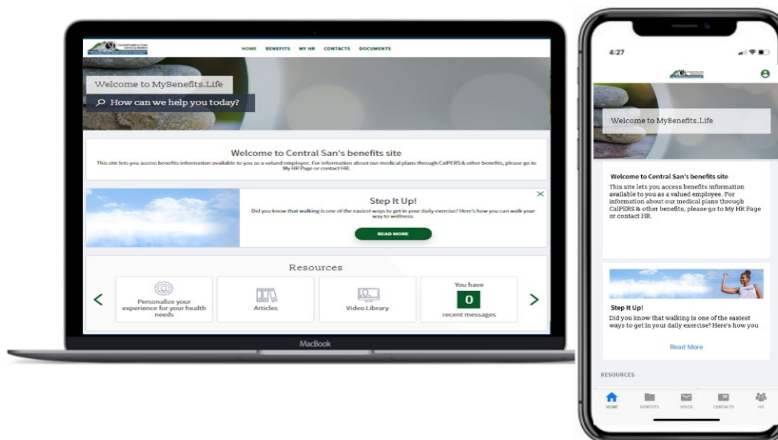 HOME BENEFITS MY HR CONTACTS DOCUMENTS
Welcome to MyBenefits.Life
How can we help you today?
Welcome to Central San's benefits site
This site lets you access benefits information available to you as a valued employee. For information about our medical plans through CalPERS & other benefits, please go to
My HR Page or contact HR.
Step It Up!
Did you know that walking is one of the easiest ways to get in your daily exercise? Here's how you can walk your
way to wellness.
READ MORE
Resources
Personalize your
experience for your health
needs
Articles
Video Library
You have
0
recent messages
MacBook
4:27
Welcome to MyBenefits.Life
Welcome to Central San's benefits site
This site lets you access benefits information
available to you as a valued employee. For
information about our medical plans through
CalPERS & other benefits, please go to My HR Page
or contact HR.
Step It Up!
Did you know that walking is one of the easiest
ways to get in your daily exercise? Here's how you
Read More
RESOURCES
HOME BENEFITS INBOX CONTACTS HR